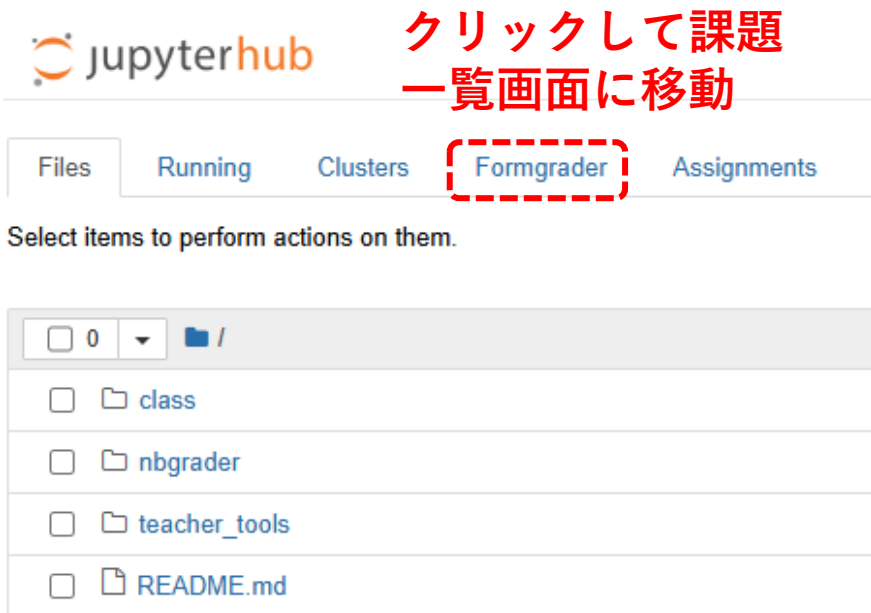 jupyterhub
クリックして課題
一覧画面に移動
Files Running Clusters Formgrader Assignments
Select items to perform actions on them.
0 /
class
nbgrader
teacher_tools
README.md